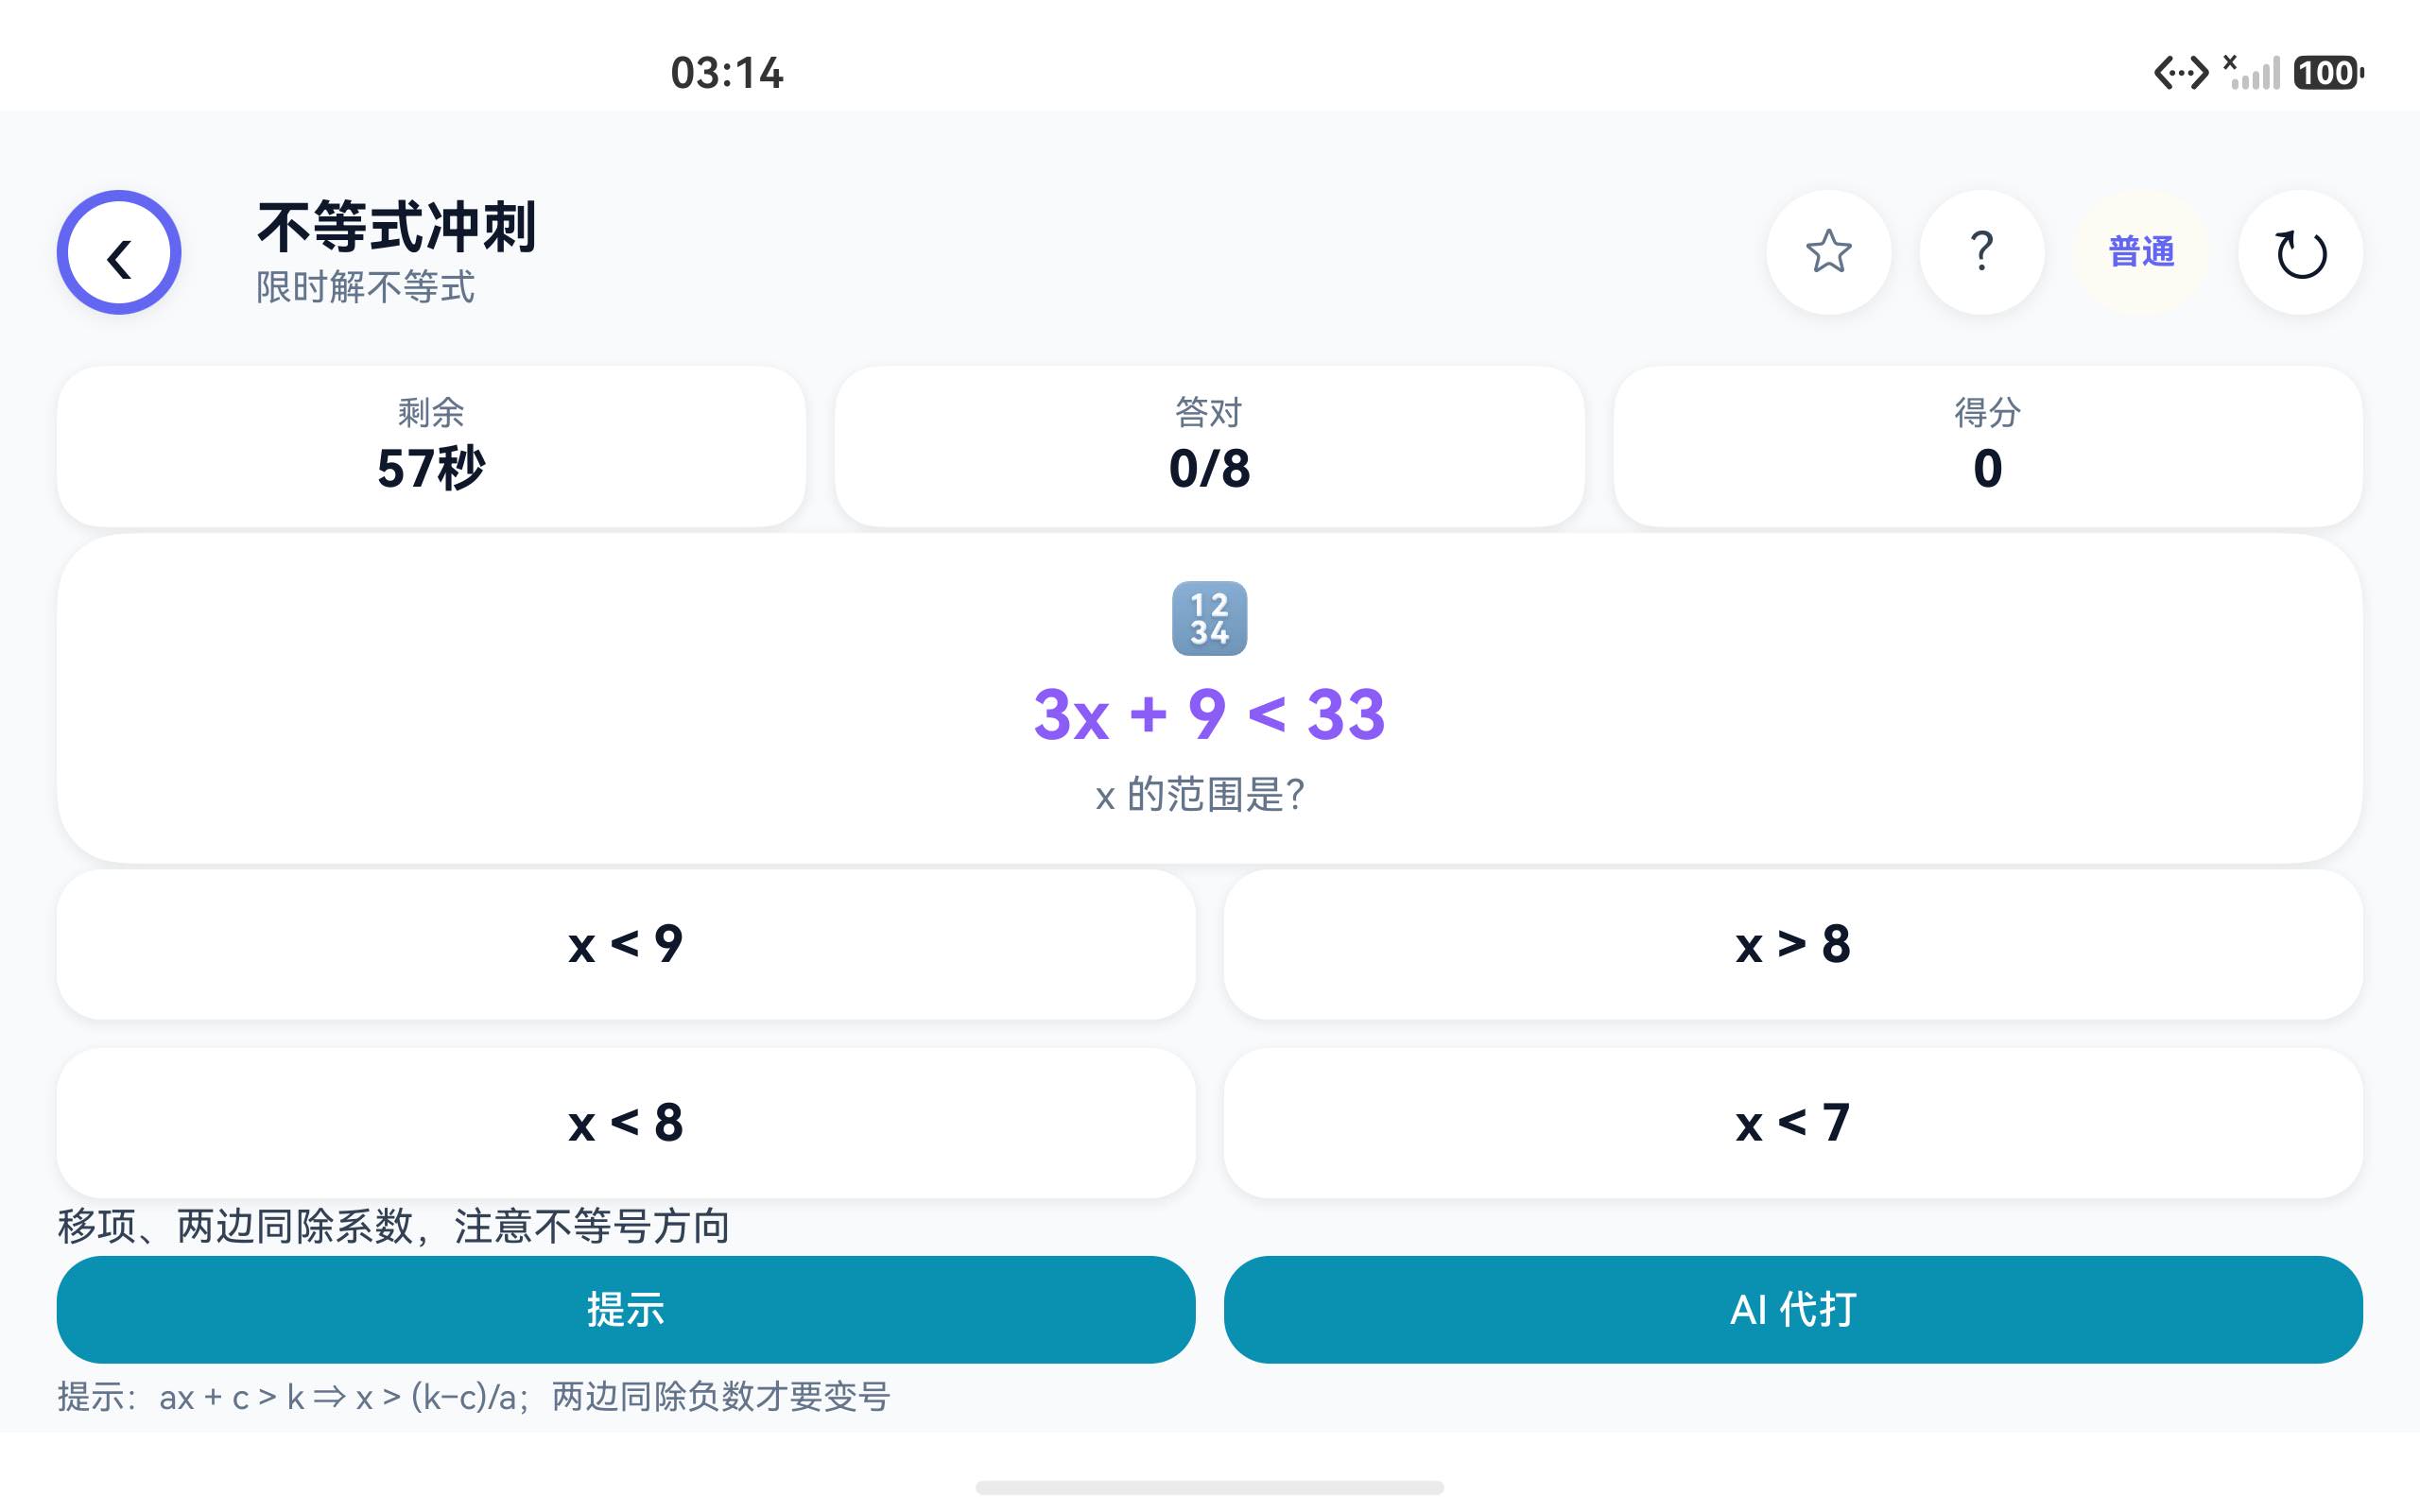 03:14
100
不等式冲刺
限时解不等式
?
普通
剩余
57秒
答对
0/8
得分
0
12
34
3x + 9 < 33
x 的范围是？
x < 9
x > 8
x < 8
x < 7
移项、两边同除系数，注意不等号方向
提示
AI 代打
提示：ax + c > k ⇒ x > (k−c)/a；两边同除负数才要变号